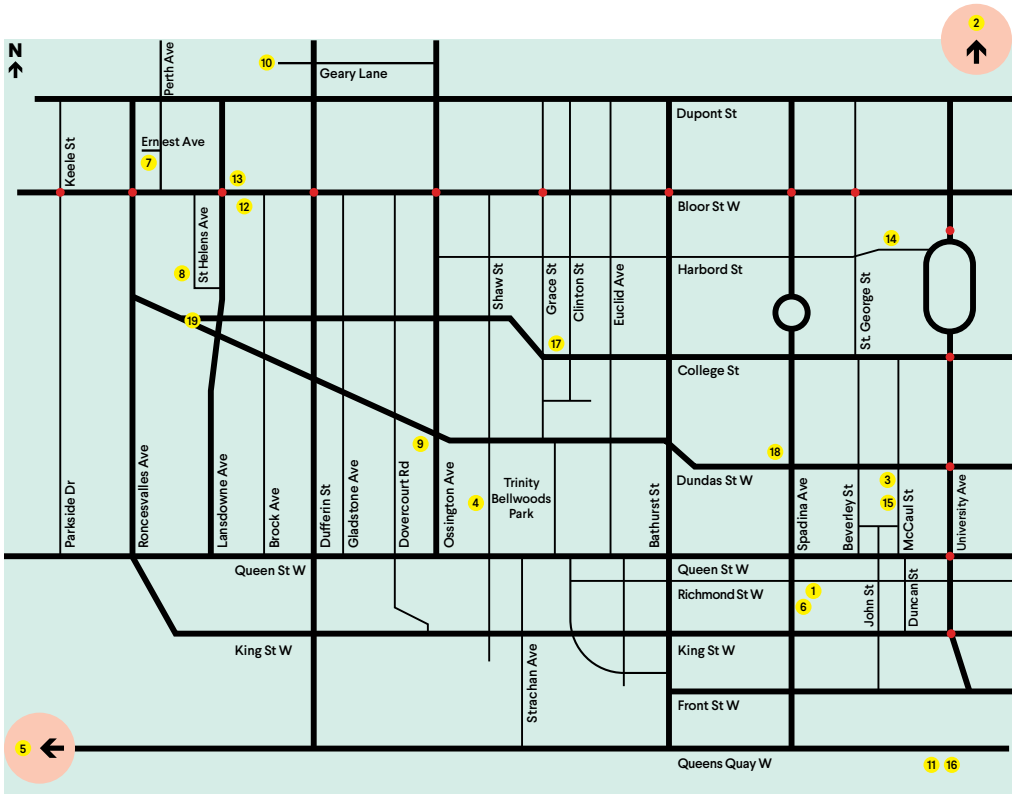 2
N
10
Geary Lane
Perth Ave
Dupont St
Keele St
Ernest Ave
7
13
12
Bloor St W
St Helens Ave
8
14
Harbord St
Shaw St
Grace St
Clinton St
Euclid Ave
St. George St
19
17
College St
9
18
Parkside Dr
Roncesvalles Ave
Lansdowne Ave
Brock Ave
Dufferin St
Gladstone Ave
Dovercourt Rd
Ossington Ave
4
Trinity
Bellwoods
Park
Bathurst St
Dundas St W
Spadina Ave
Beverley St
3
15
McCaul St
University Ave
Queen St W
Queen St W
Richmond St W
1
6
John St
Duncan St
King St W
King St W
Strachan Ave
Front St W
5
Queens Quay W
11
16